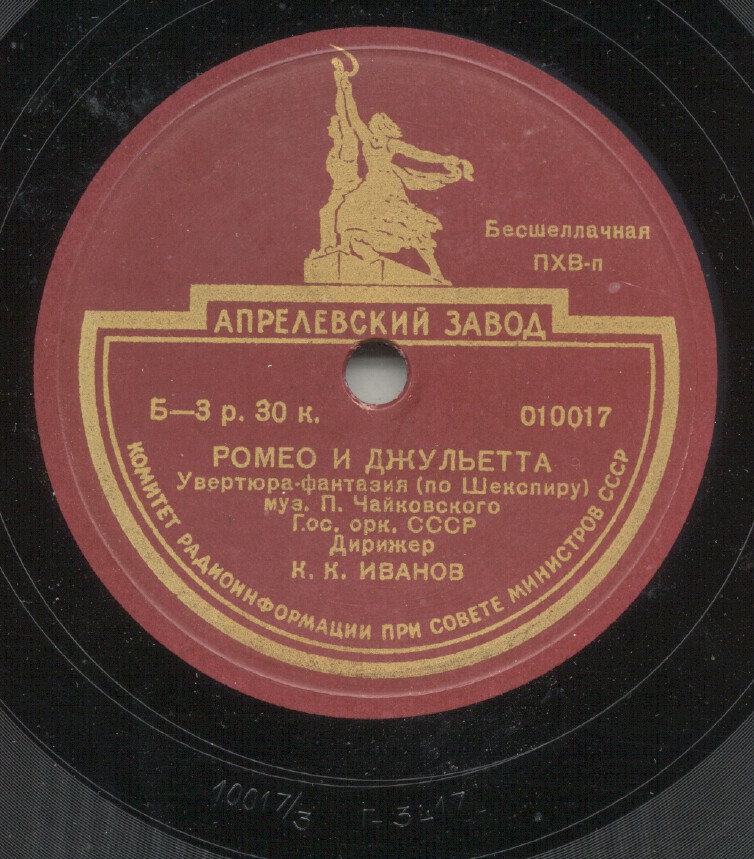 Бесшеллачная
ПХВ-п
АПРЕЛЕВСКИЙ ЗАВОД
Б—3 р. 30 к.
010017
РОМЕО И ДЖУЛЬЕТТА
Увертюра-фантазия (по Шекспиру)
муз. П. Чайковского
Гос. орк. СССР
Дирижер
К. К. ИВАНОВ
КОМИТЕТ РАДИОИНФОРМАЦИИ ПРИ СОВЕТЕ МИНИСТРОВ СССР
10017/3